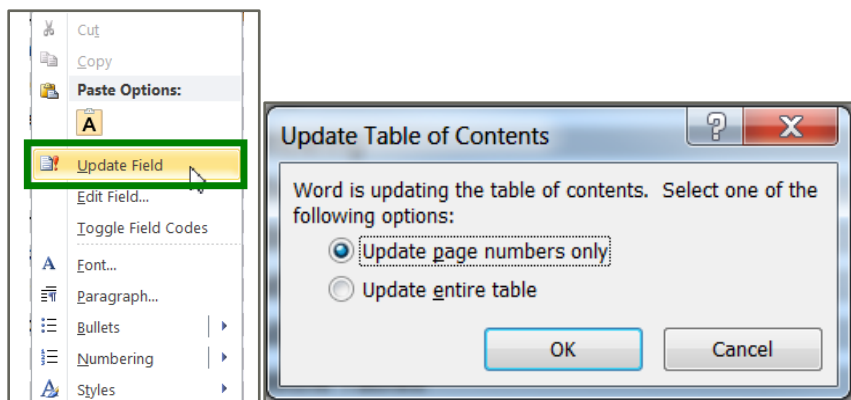 Cut
Copy
Paste Options:
A
Update Field
Edit Field...
Toggle Field Codes
Font...
Paragraph...
Bullets
Numbering
Styles
Update Table of Contents
Word is updating the table of contents. Select one of the
following options:
Update page numbers only
Update entire table
OK
Cancel